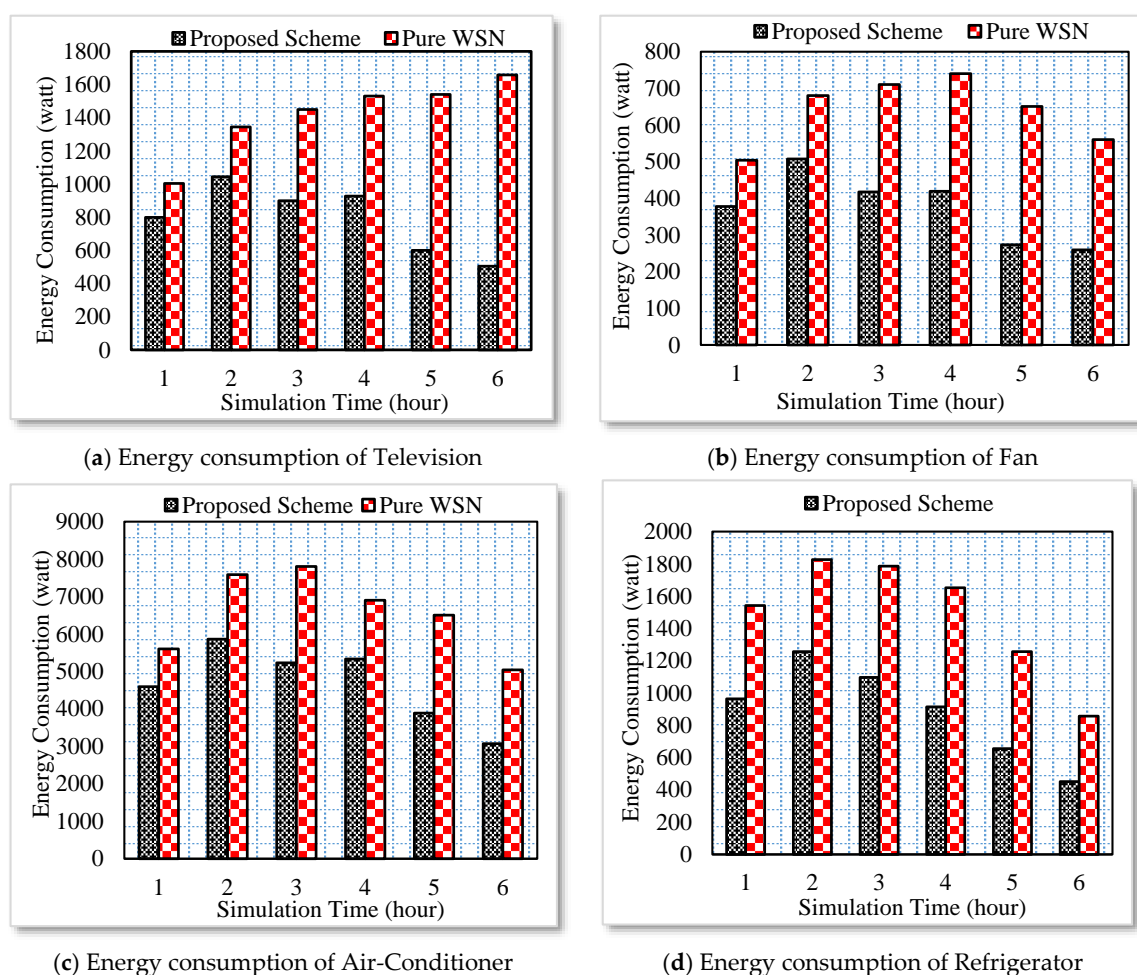 Proposed Scheme Pure WSN
Energy Consumption (watt)
1800
1600
1400
1200
1000
800
600
400
200
0
1 2 3 4 5 6
Simulation Time (hour)
(a) Energy consumption of Television
Proposed Scheme Pure WSN
Energy Consumption (watt)
800
700
600
500
400
300
200
100
0
1 2 3 4 5 6
Simulation Time (hour)
(b) Energy consumption of Fan
Proposed Scheme Pure WSN
Energy Consumption (watt)
9000
8000
7000
6000
5000
4000
3000
2000
1000
0
1 2 3 4 5 6
Simulation Time (hour)
(c) Energy consumption of Air-Conditioner
Proposed Scheme
Energy Consumption (watt)
2000
1800
1600
1400
1200
1000
800
600
400
200
0
1 2 3 4 5 6
Simulation Time (hour)
(d) Energy consumption of Refrigerator